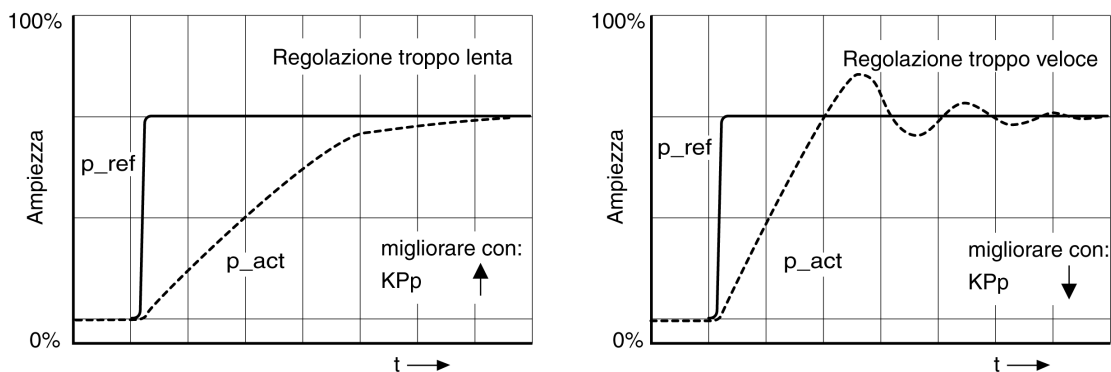 100%
Regolazione troppo lenta
Ampiezza
p_ref
p_act
migliorare con:
KPp
0%
t
100%
Regolazione troppo veloce
Ampiezza
p_ref
p_act
migliorare con:
KPp
0%
t